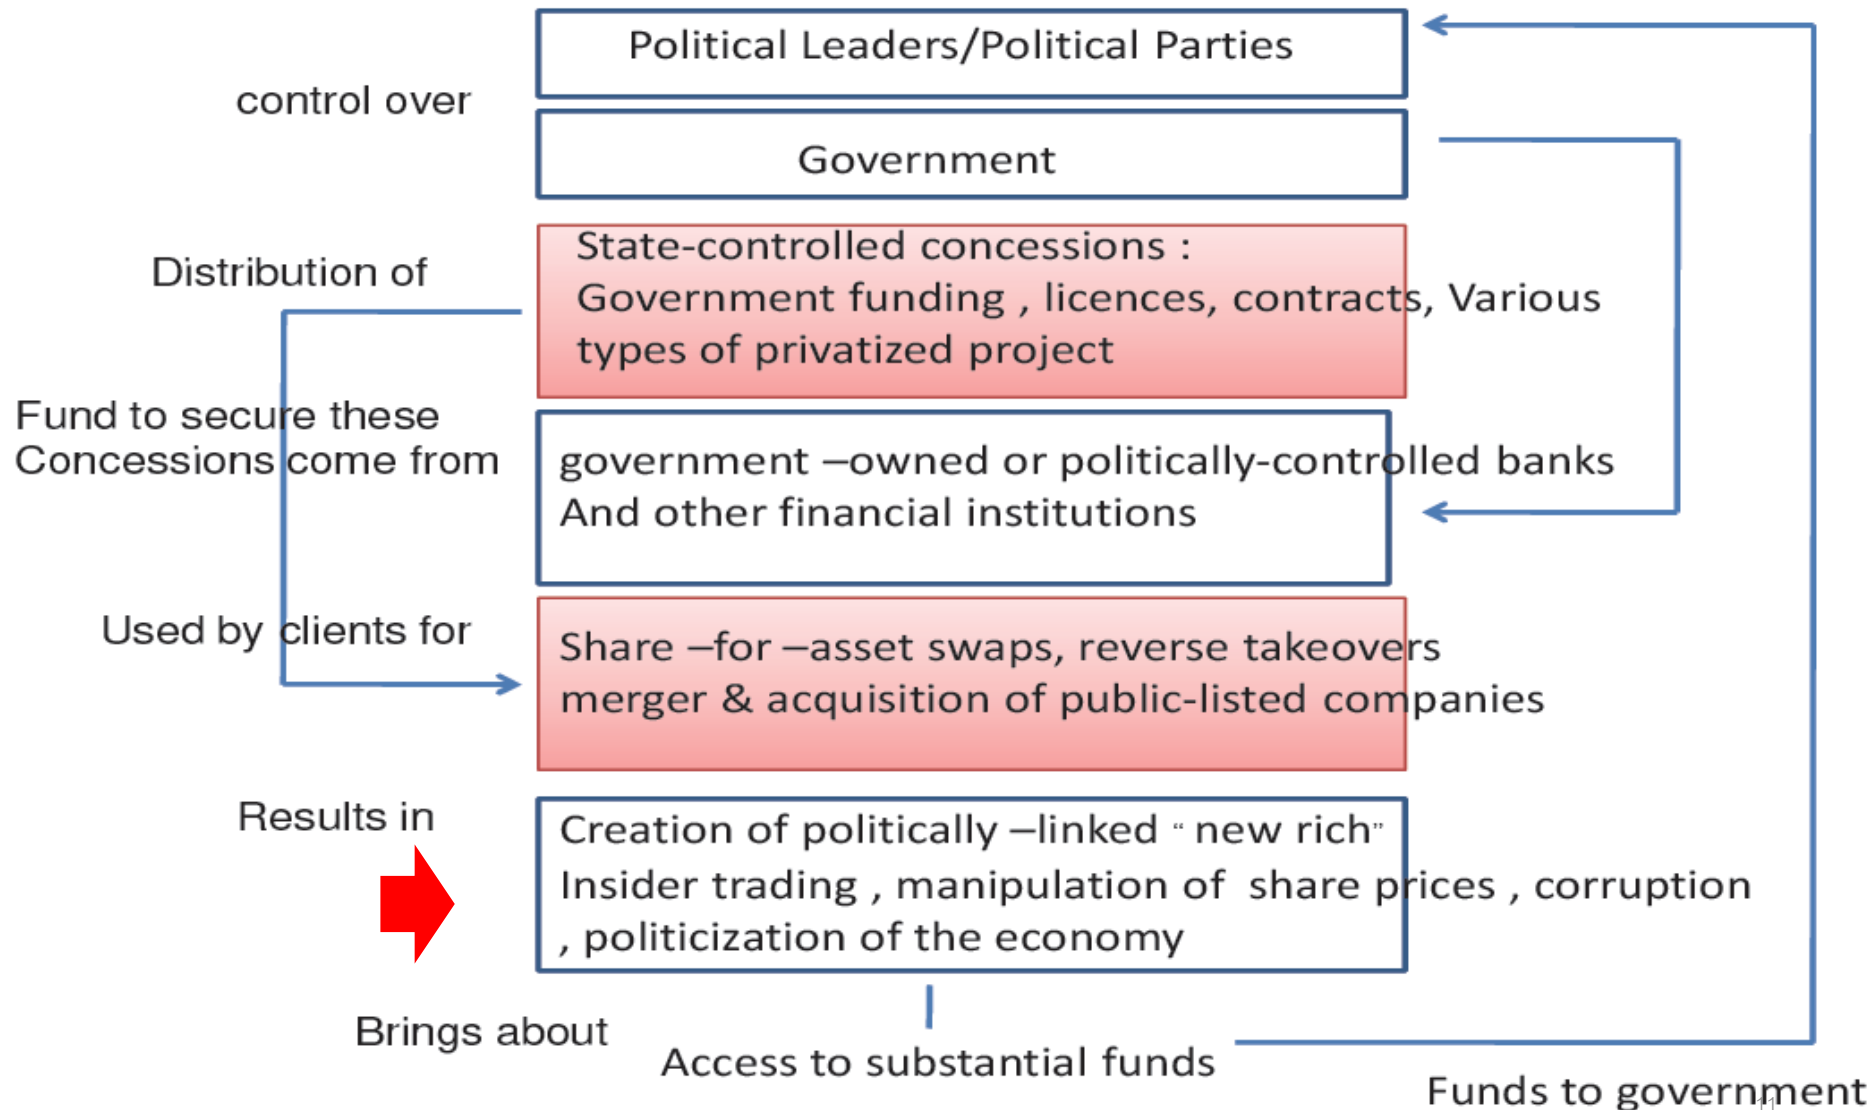 Political Leaders/Political Parties
control over
Government
Distribution of
State-controlled concessions :
Government funding , licences, contracts, Various
types of privatized project
Fund to secure these
Concessions come from
government –owned or politically-controlled banks
And other financial institutions
Used by clients for
Share –for –asset swaps, reverse takeovers
merger & acquisition of public-listed companies
Results in
Creation of politically –linked “ new rich”
Insider trading , manipulation of share prices , corruption
, politicization of the economy
Brings about
Access to substantial funds
Funds to government
11